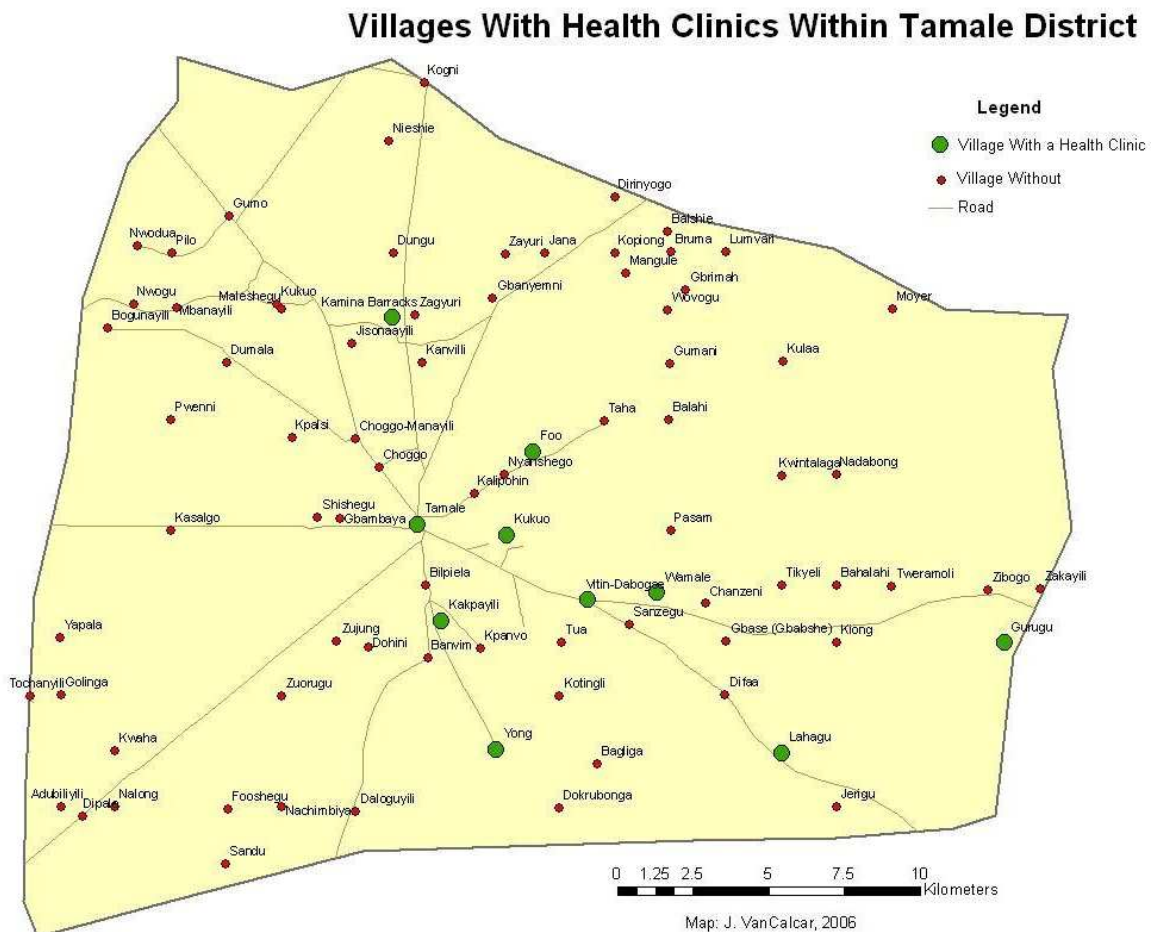 Villages With Health Clinics Within Tamale District
Kogni
Legend
Village With a Health Clinic
Nieshie
Village Without
Dirinyogo
Road
Gumo
Balshie
Nwodua
Pilo
Dungu
Zayuri
Jana
Kopiong
Bruma
Lumvari
Mangule
Gbrimah
Nwogu
Maleshegu
Kukuo
Kamina Barracks
Zagyuri
Gbanyemni
Wovogu
Moyer
Bogunayili
Mbanayili
Jisonaayili
Dumala
Kanvilli
Gumani
Kulaa
Pwenni
Kpalsi
Choggo-Manayili
Taha
Balahi
Choggo
Foo
Nyanshego
Kwintalaga
Nadabong
Kalipohin
Shishegu
Gbambaya
Tamale
Kasalgo
Kukuo
Pasam
Bilpiela
Vitin-Dabogae
Wamale
Chanzeni
Tikyeli
Bahalahi
Tweramoli
Zibogo
Zakayili
Kakpayili
Sanzegu
Yapala
Zujung
Dohini
Banvim
Kpanvo
Tua
Gbase (Gbabshe)
Klong
Gurugu
Tochanyili
Golinga
Zuorugu
Kotingli
Difaa
Kwaha
Yong
Bagliga
Lahagu
Adubiliyili
Dipale
Nalong
Fooshegu
Nachimbiya
Daloguyili
Dokrubonga
Jerigu
Sandu
0 1.25 2.5 5 7.5 10
Kilometers
Map: J. VanCalcar, 2006